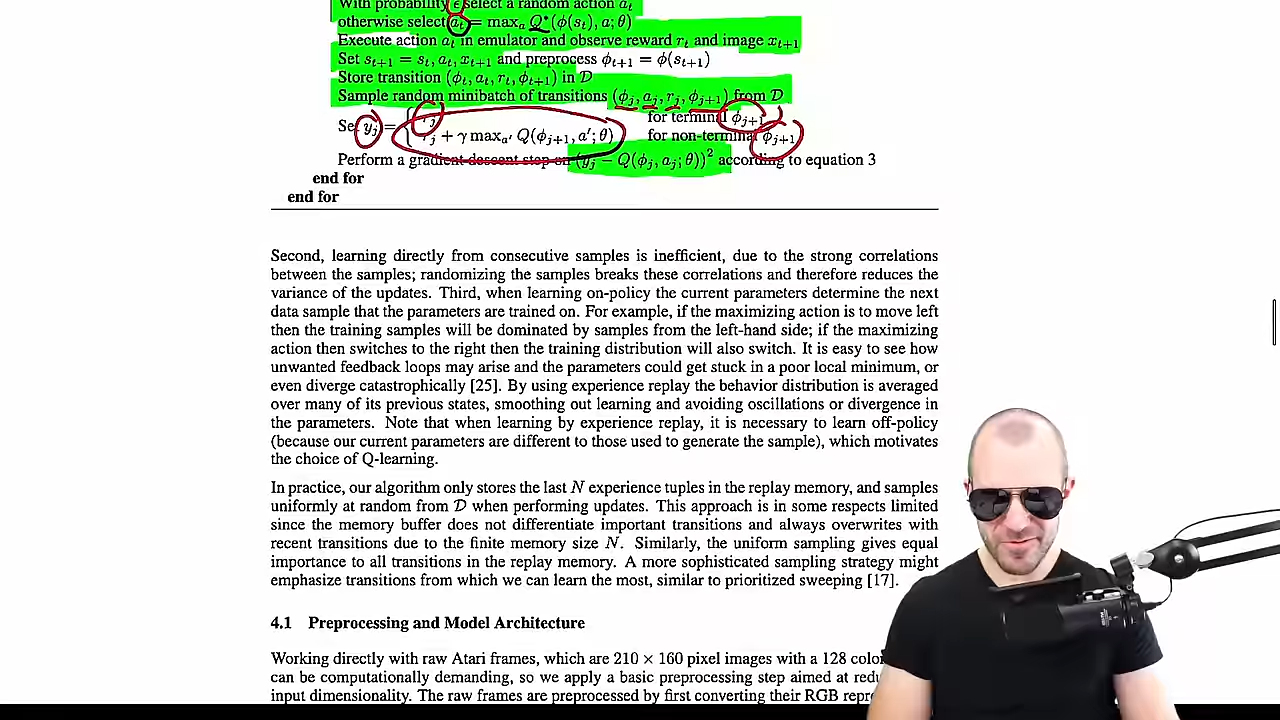 With probability ϵ select a random action a_t
otherwise select a_t = max_a Q*(ϕ(s_t), a; θ)
Execute action a_t in emulator and observe reward r_t and image x_{t+1}
Set s_{t+1} = s_t, a_t, x_{t+1} and preprocess ϕ_{t+1} = ϕ(s_{t+1})
Store transition (ϕ_t, a_t, r_t, ϕ_{t+1}) in D
Sample random minibatch of transitions (ϕ_j, a_j, r_j, ϕ_{j+1}) from D
Set y_j = { r_j for terminal ϕ_{j+1}
r_j + γ max_{a'} Q(ϕ_{j+1}, a'; θ) for non-terminal ϕ_{j+1}
Perform a gradient descent step on (y_j − Q(ϕ_j, a_j; θ))² according to equation 3
end for
end for
Second, learning directly from consecutive samples is inefficient, due to the strong correlations
between the samples; randomizing the samples breaks these correlations and therefore reduces the
variance of the updates. Third, when learning on-policy the current parameters determine the next
data sample that the parameters are trained on. For example, if the maximizing action is to move left
then the training samples will be dominated by samples from the left-hand side; if the maximizing
action then switches to the right then the training distribution will also switch. It is easy to see how
unwanted feedback loops may arise and the parameters could get stuck in a poor local minimum, or
even diverge catastrophically [25]. By using experience replay the behavior distribution is averaged
over many of its previous states, smoothing out learning and avoiding oscillations or divergence in
the parameters. Note that when learning by experience replay, it is necessary to learn off-policy
(because our current parameters are different to those used to generate the sample), which motivates
the choice of Q-learning.
In practice, our algorithm only stores the last N experience tuples in the replay memory, and samples
uniformly at random from D when performing updates. This approach is in some respects limited
since the memory buffer does not differentiate important transitions and always overwrites with
recent transitions due to the finite memory size N. Similarly, the uniform sampling gives equal
importance to all transitions in the replay memory. A more sophisticated sampling strategy might
emphasize transitions from which we can learn the most, similar to prioritized sweeping [17].
4.1 Preprocessing and Model Architecture
Working directly with raw Atari frames, which are 210 × 160 pixel images with a 128 colo
can be computationally demanding, so we apply a basic preprocessing step aimed at redu
input dimensionality. The raw frames are preprocessed by first converting their RGB repr